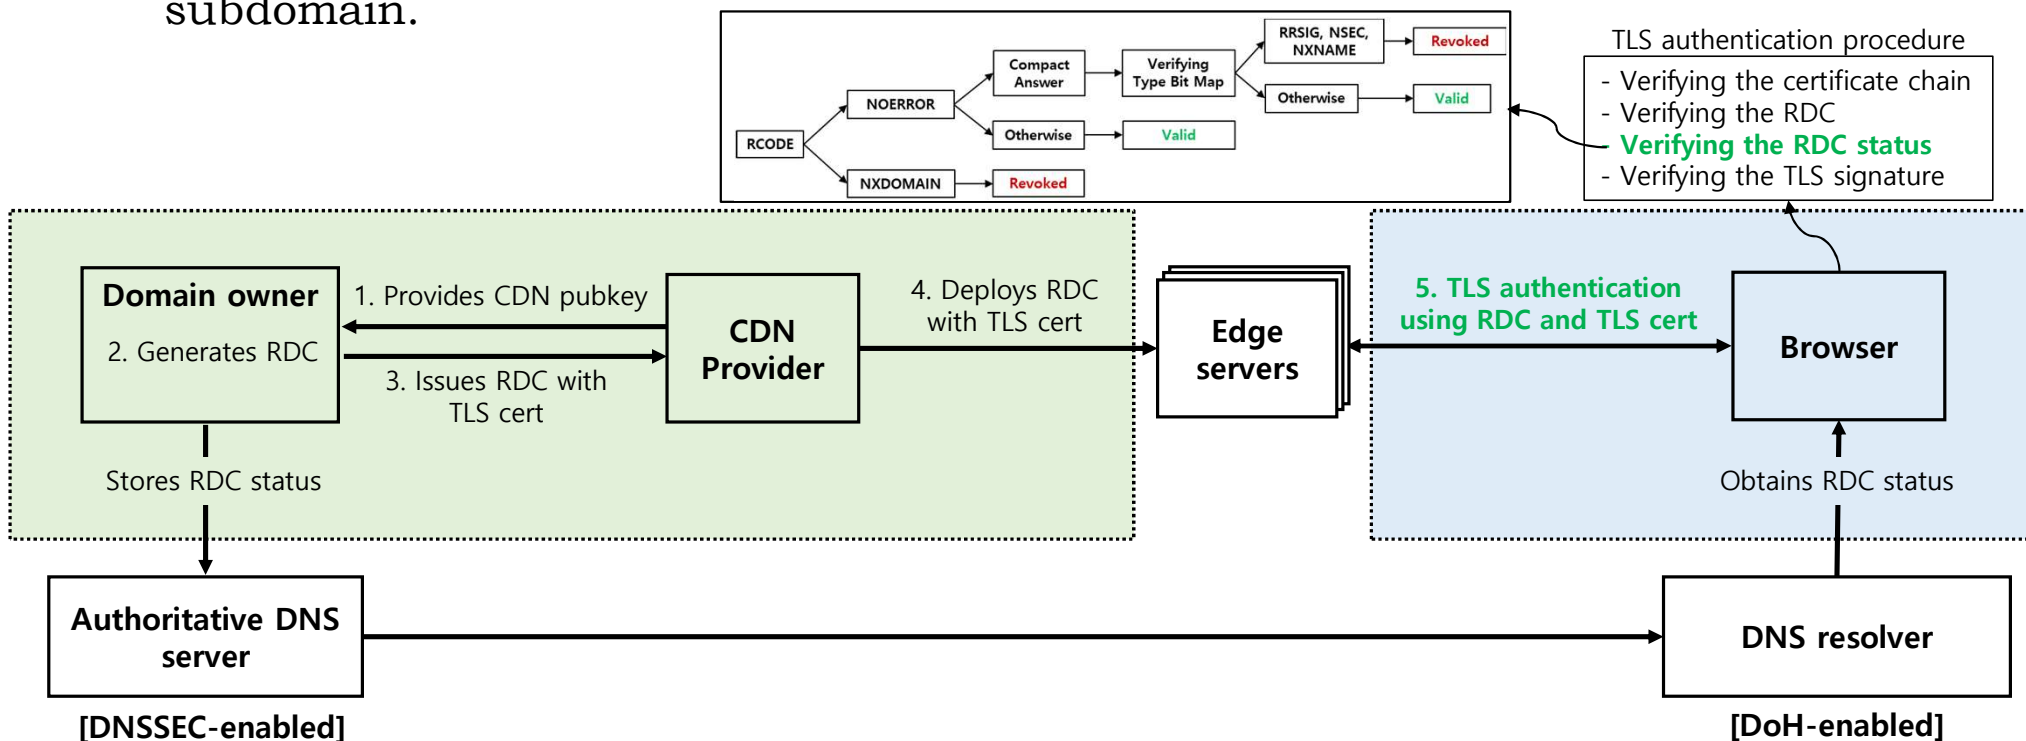 subdomain.
RCODE
NOERROR
NXDOMAIN
Compact
Answer
Otherwise
Revoked
Verifying
Type Bit Map
Valid
RRSIG, NSEC,
NXNAME
Otherwise
Revoked
Valid
TLS authentication procedure
- Verifying the certificate chain
- Verifying the RDC
- Verifying the RDC status
- Verifying the TLS signature
Domain owner
2. Generates RDC
1. Provides CDN pubkey
3. Issues RDC with
TLS cert
CDN
Provider
4. Deploys RDC
with TLS cert
Edge
servers
5. TLS authentication
using RDC and TLS cert
Browser
Stores RDC status
Obtains RDC status
Authoritative DNS
server
[DNSSEC-enabled]
DNS resolver
[DoH-enabled]